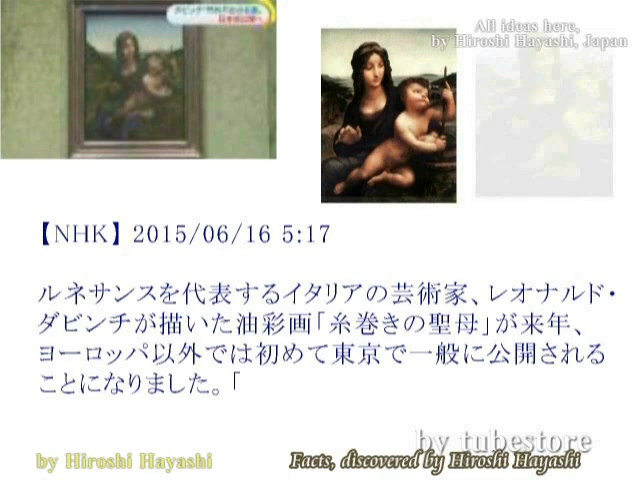 All ideas here,
by Hiroshi Hayashi, Japan
【NHK】 2015/06/16 5:17
ルネサンスを代表するイタリアの芸術家、レオナルド・
ダビンチが描いた油彩画「糸巻きの聖母」が来年、
ヨーロッパ以外では初めて東京で一般に公開される
ことになりました。「
by tubestore
by Hiroshi Hayashi
Facts, discovered by Hiroshi Hayashi